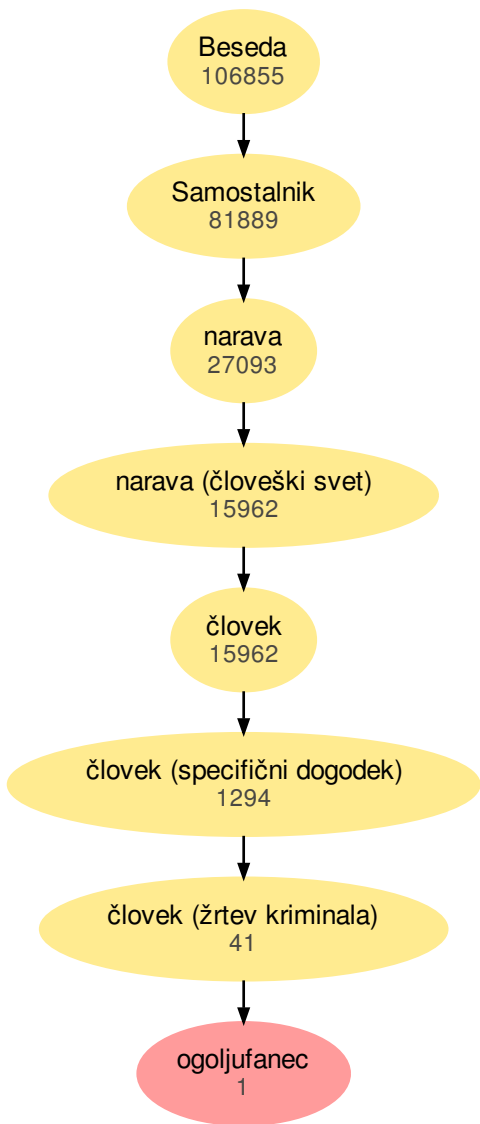 Beseda
106855
Samostalnik
81889
narava
27093
narava (človeški svet)
15962
človek
15962
človek (specifični dogodek)
1294
človek (žrtev kriminala)
41
ogoljufanec
1